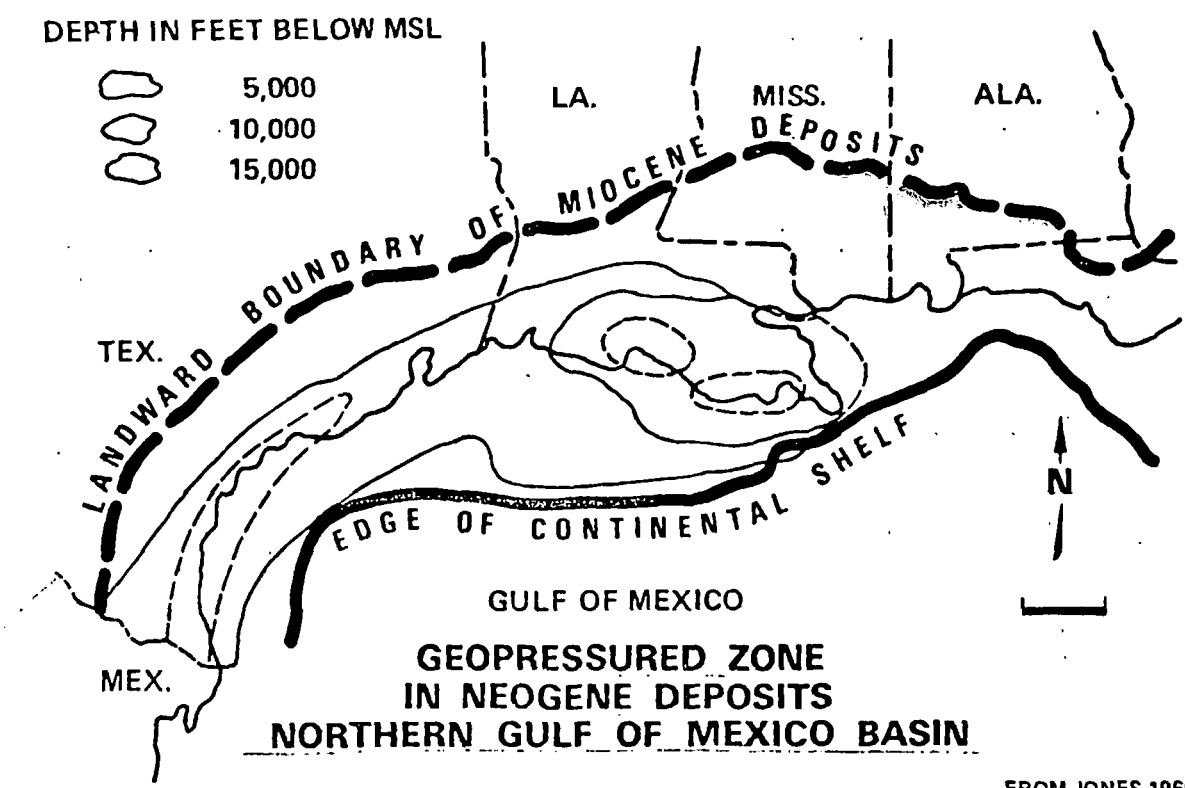 DEPTH IN FEET BELOW MSL
5,000
10,000
15,000
LA.
MISS.
ALA.
LANDWARD BOUNDARY OF MIOCENE DEPOSITS
TEX.
N
EDGE OF CONTINENTAL SHELF
GULF OF MEXICO
MEX.
GEOPRESSURED ZONE
IN NEOGENE DEPOSITS
NORTHERN GULF OF MEXICO BASIN
FROM JONES